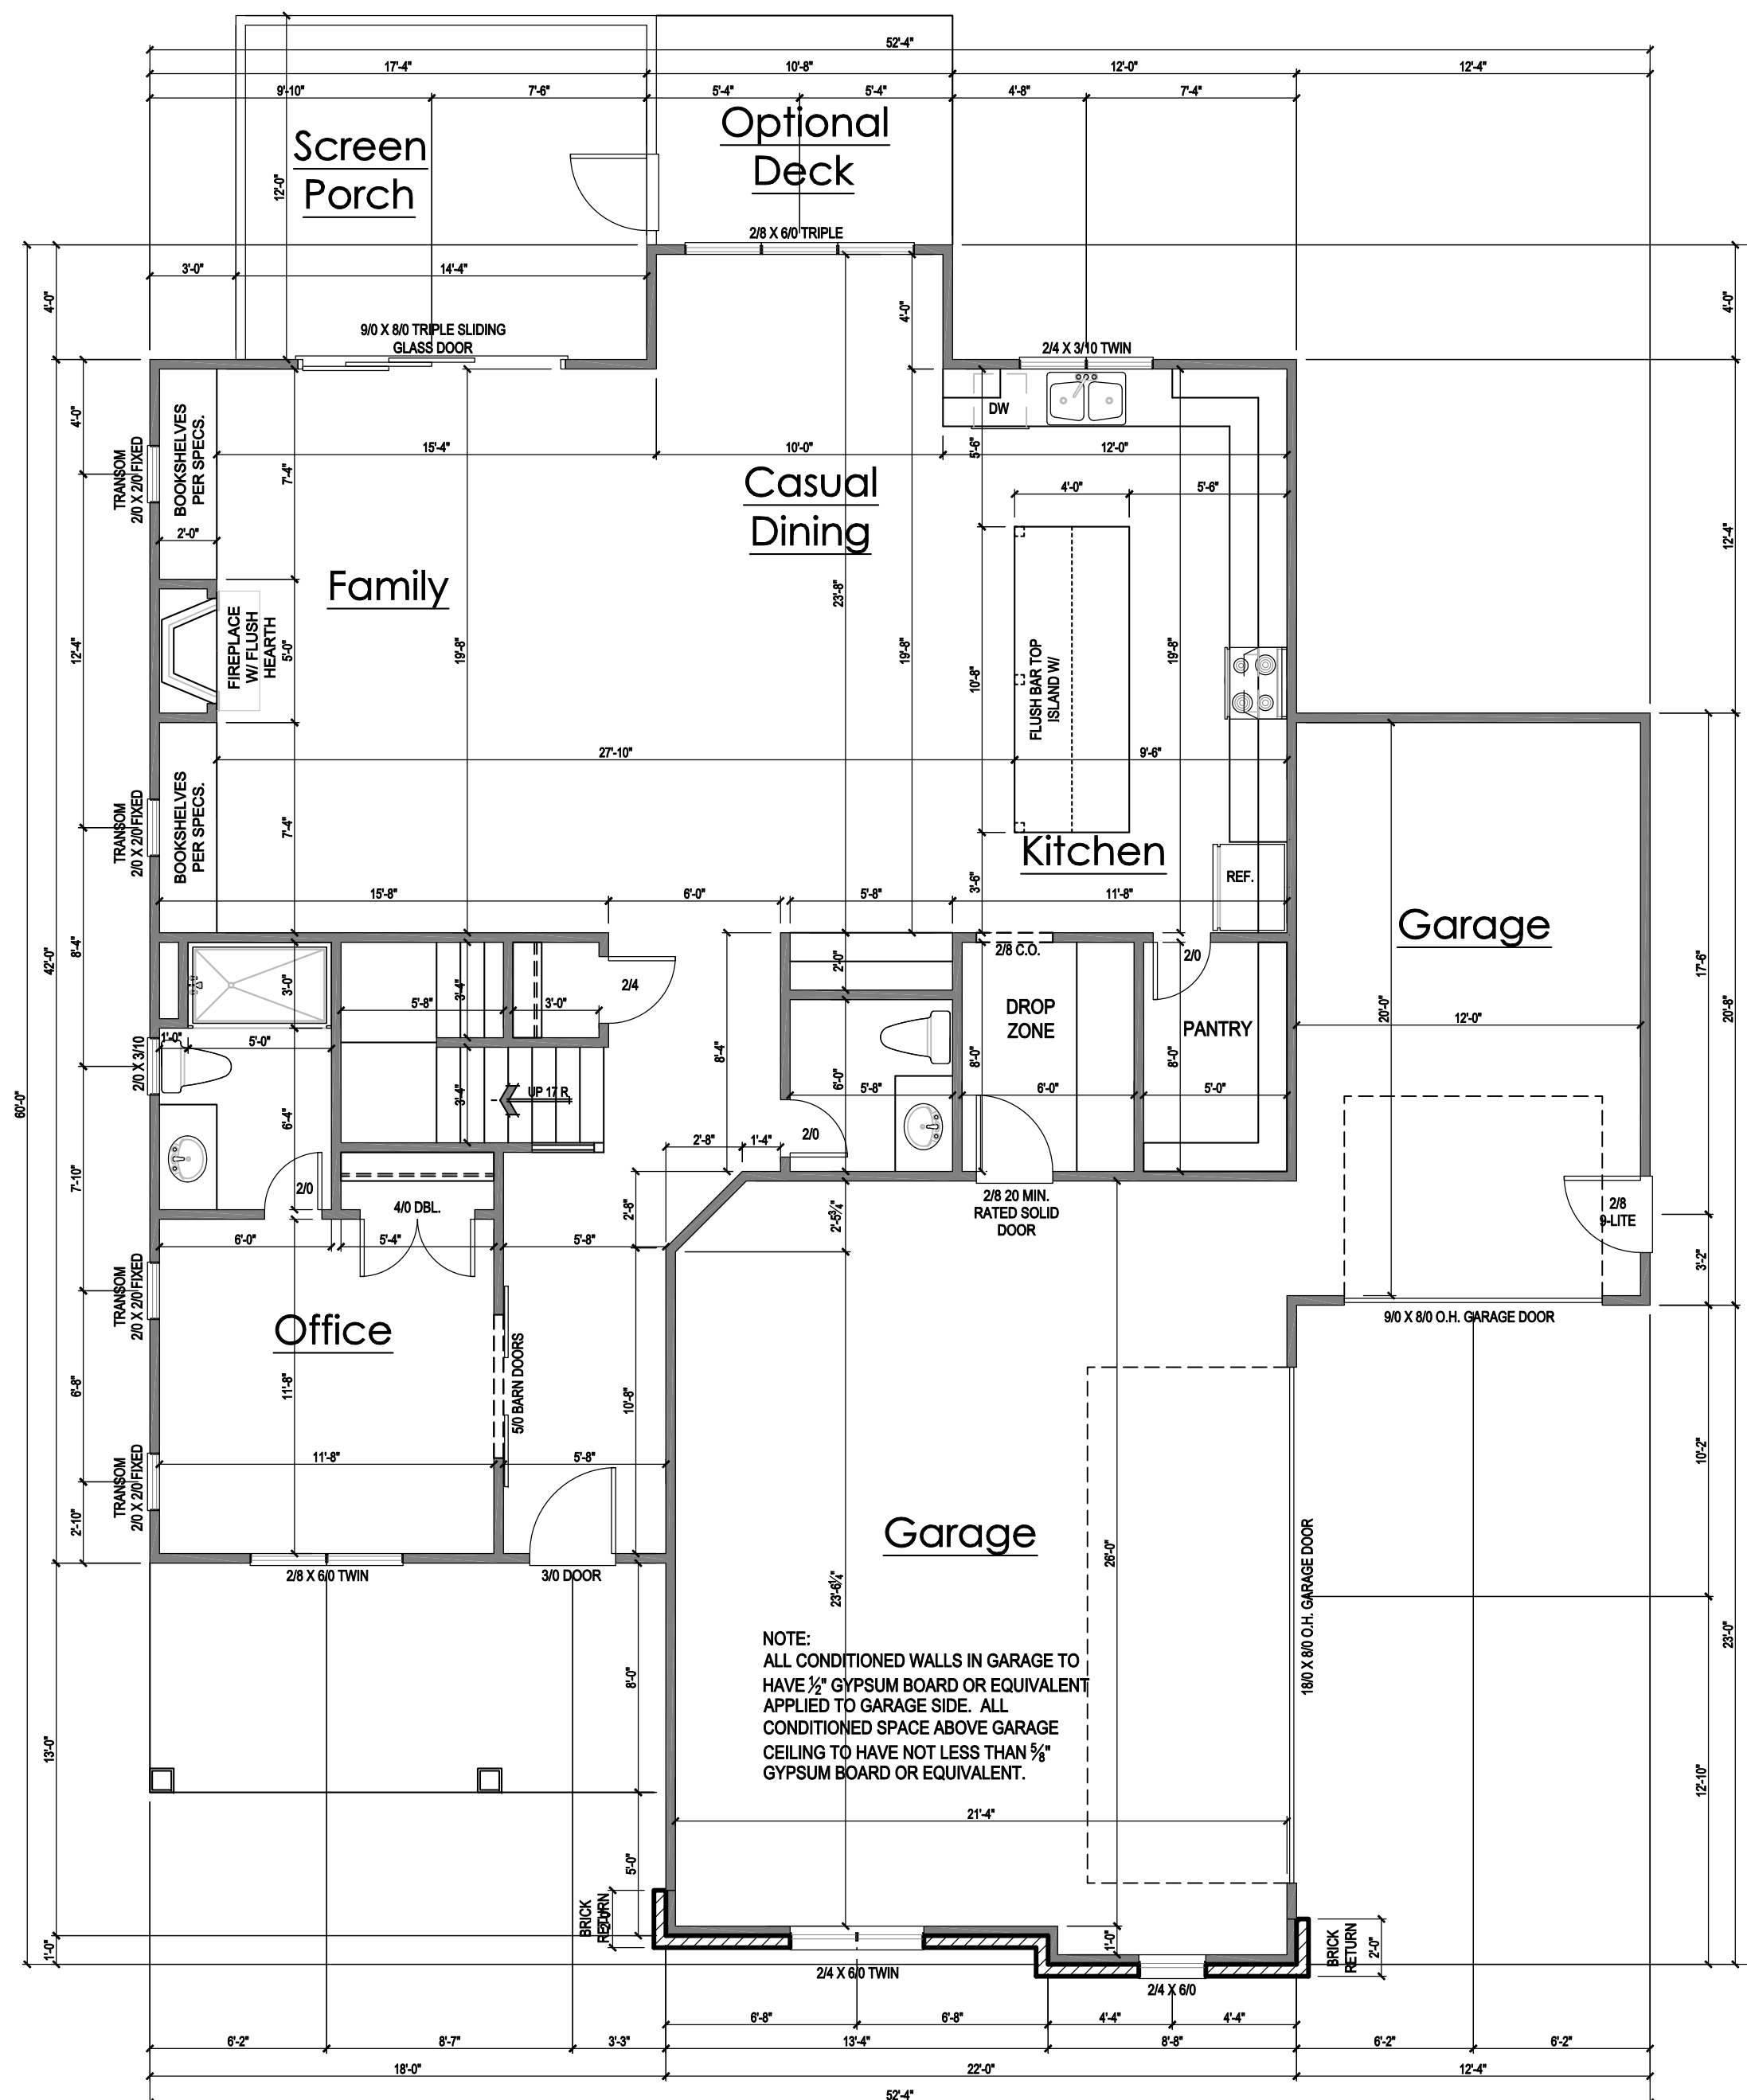 52'-4"
17'-4" 10'-8" 12'-0" 12'-4"
9'-10" 7'-6" 5'-4" 5'-4" 4'-8" 7'-4"
Screen
Porch
Optional
Deck
12'-0"
2/8 X 6/0 TRIPLE
3'-0" 14'-4"
4'-0"
4'-0"
4'-0"
9/0 X 8/0 TRIPLE SLIDING
GLASS DOOR
2/4 X 3/10 TWIN
DW
4'-0"
TRANSOM
2/0 X 2/0 FIXED
BOOKSHELVES
PER SPECS.
7'-4"
15'-4" 10'-0" 12'-0"
5'-6"
Casual
Dining
4'-0" 5'-6"
2'-0"
12'-4"
Family
23'-8"
FIREPLACE
W/ FLUSH
HEARTH
5'-0"
19'-8"
19'-8"
10'-8"
FLUSH BAR TOP
ISLAND W/
19'-8"
12'-4"
27'-10" 9'-6"
TRANSOM
2/0 X 2/0 FIXED
BOOKSHELVES
PER SPECS.
7'-4"
Kitchen
REF.
3'-6"
15'-8" 6'-0" 5'-8" 11'-8"
Garage
8'-4"
42'-0"
2/8 C.O.
2/0
17'-6"
3'-0"
5'-8"
3'-4"
3'-0"
2/4
2'-0"
DROP
ZONE
PANTRY
20'-0"
12'-0"
20'-8"
2/0 X 3/10
1'-0" 5'-0"
60'-0"
8'-4"
6'-0"
8'-0"
8'-0"
3'-4"
UP 17 R.
5'-8" 6'-0" 5'-0"
6'-4"
2/0
2'-8" 1'-4"
7'-10"
2/0
4/0 DBL.
2'-8"
2'-5¾"
2/8 20 MIN.
RATED SOLID
DOOR
2/8
9-LITE
6'-0" 5'-4" 5'-8"
3'-2"
TRANSOM
2/0 X 2/0 FIXED
Office
5/0 BARN DOORS
9/0 X 8/0 O.H. GARAGE DOOR
6'-8"
11'-8"
10'-8"
10'-2"
11'-8" 5'-8"
TRANSOM
2/0 X 2/0 FIXED
2'-10"
Garage
2/8 X 6/0 TWIN
3/0 DOOR
26'-0"
23'-6¼"
18/0 X 8/0 O.H. GARAGE DOOR
23'-0"
NOTE:
ALL CONDITIONED WALLS IN GARAGE TO
HAVE ½" GYPSUM BOARD OR EQUIVALENT
APPLIED TO GARAGE SIDE. ALL
CONDITIONED SPACE ABOVE GARAGE
CEILING TO HAVE NOT LESS THAN ⅝"
GYPSUM BOARD OR EQUIVALENT.
8'-0"
13'-0"
12'-10"
21'-4"
5'-0"
BRICK
RETURN
2'-0"
1'-0"
1'-0"
BRICK
RETURN
2'-0"
2/4 X 6/0 TWIN
2/4 X 6/0
6'-8" 6'-8" 4'-4" 4'-4"
6'-2" 8'-7" 3'-3" 13'-4" 8'-8" 6'-2" 6'-2"
18'-0" 22'-0" 12'-4"
52'-4"